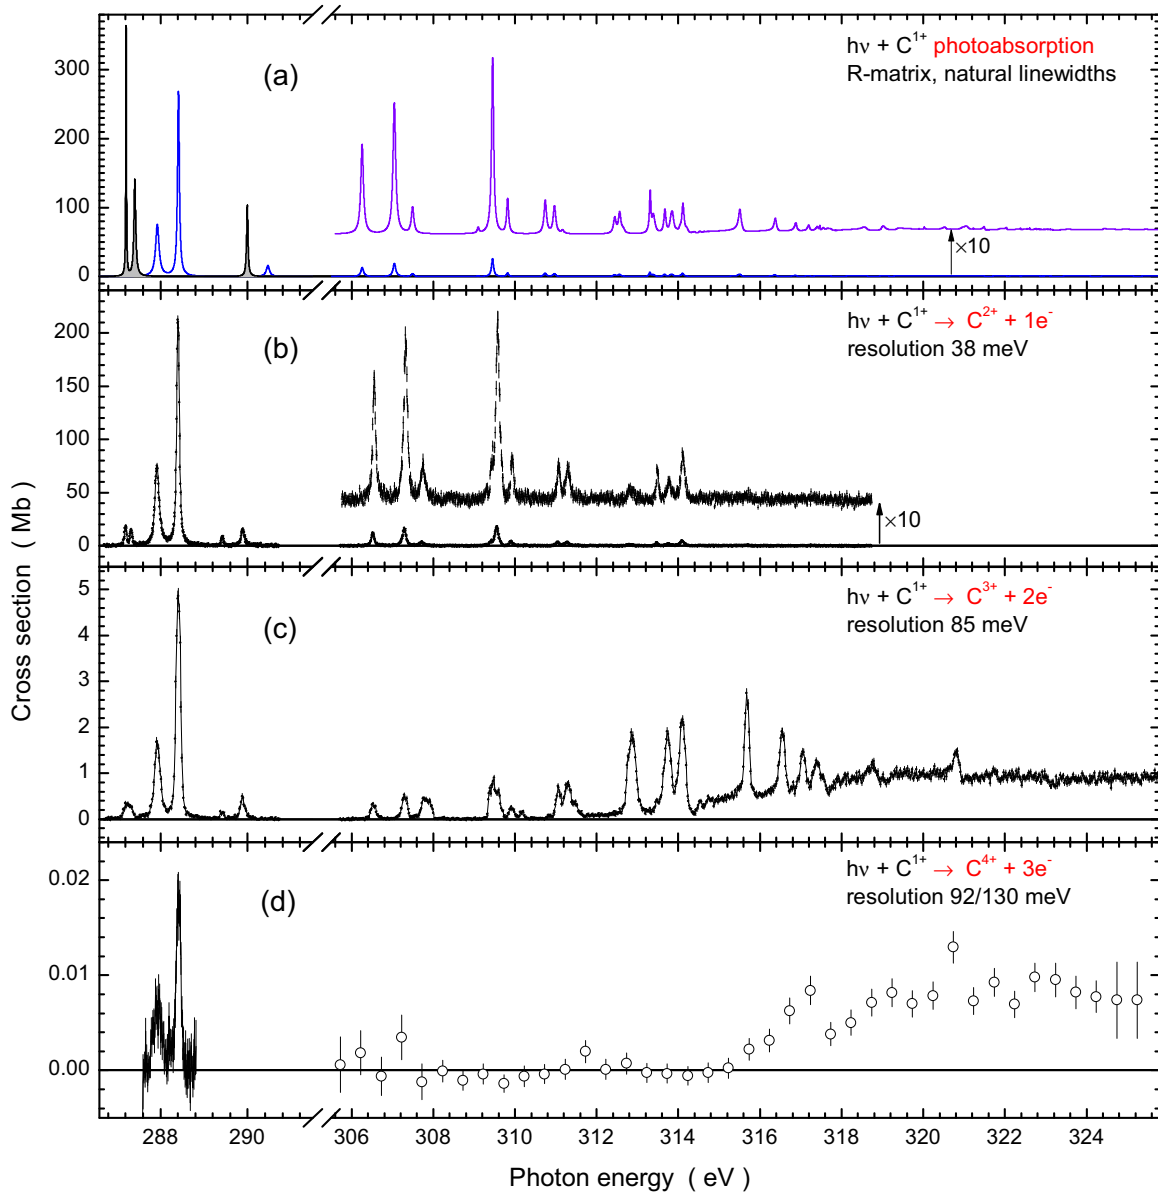 (a)
hν + C1+ photoabsorption
R-matrix, natural linewidths
300
200
100
0
×10
(b)
hν + C1+ → C2+ + 1e-
resolution 38 meV
200
150
100
50
0
×10
(c)
hν + C1+ → C3+ + 2e-
resolution 85 meV
5
4
3
2
1
0
(d)
hν + C1+ → C4+ + 3e-
resolution 92/130 meV
0.02
0.01
0.00
Cross section ( Mb )
288 290 306 308 310 312 314 316 318 320 322 324
Photon energy ( eV )